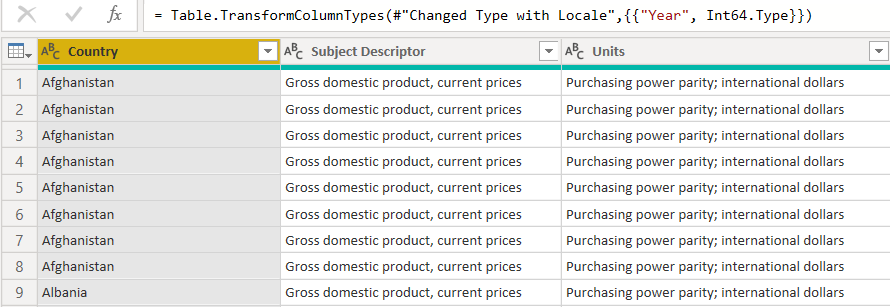 fx = Table.TransformColumnTypes(#"Changed Type with Locale",{{"Year", Int64.Type}})
ABC Country ABC Subject Descriptor ABC Units
1 Afghanistan Gross domestic product, current prices Purchasing power parity; international dollars
2 Afghanistan Gross domestic product, current prices Purchasing power parity; international dollars
3 Afghanistan Gross domestic product, current prices Purchasing power parity; international dollars
4 Afghanistan Gross domestic product, current prices Purchasing power parity; international dollars
5 Afghanistan Gross domestic product, current prices Purchasing power parity; international dollars
6 Afghanistan Gross domestic product, current prices Purchasing power parity; international dollars
7 Afghanistan Gross domestic product, current prices Purchasing power parity; international dollars
8 Afghanistan Gross domestic product, current prices Purchasing power parity; international dollars
9 Albania Gross domestic product, current prices Purchasing power parity; international dollars